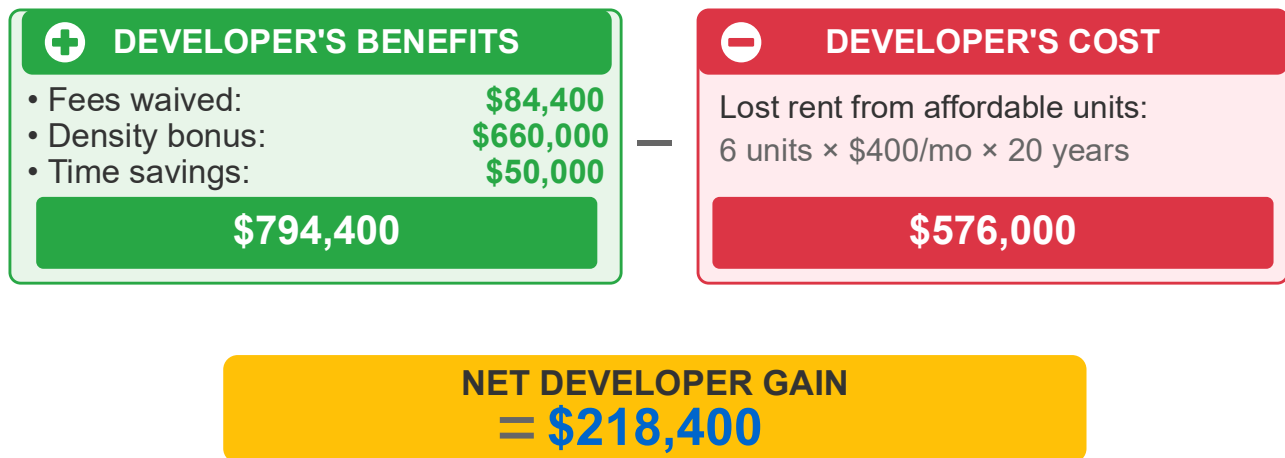 DEVELOPER'S BENEFITS
• Fees waived: $84,400
• Density bonus: $660,000
• Time savings: $50,000
$794,400
—
DEVELOPER'S COST
Lost rent from affordable units:
6 units × $400/mo × 20 years
$576,000
NET DEVELOPER GAIN
= $218,400